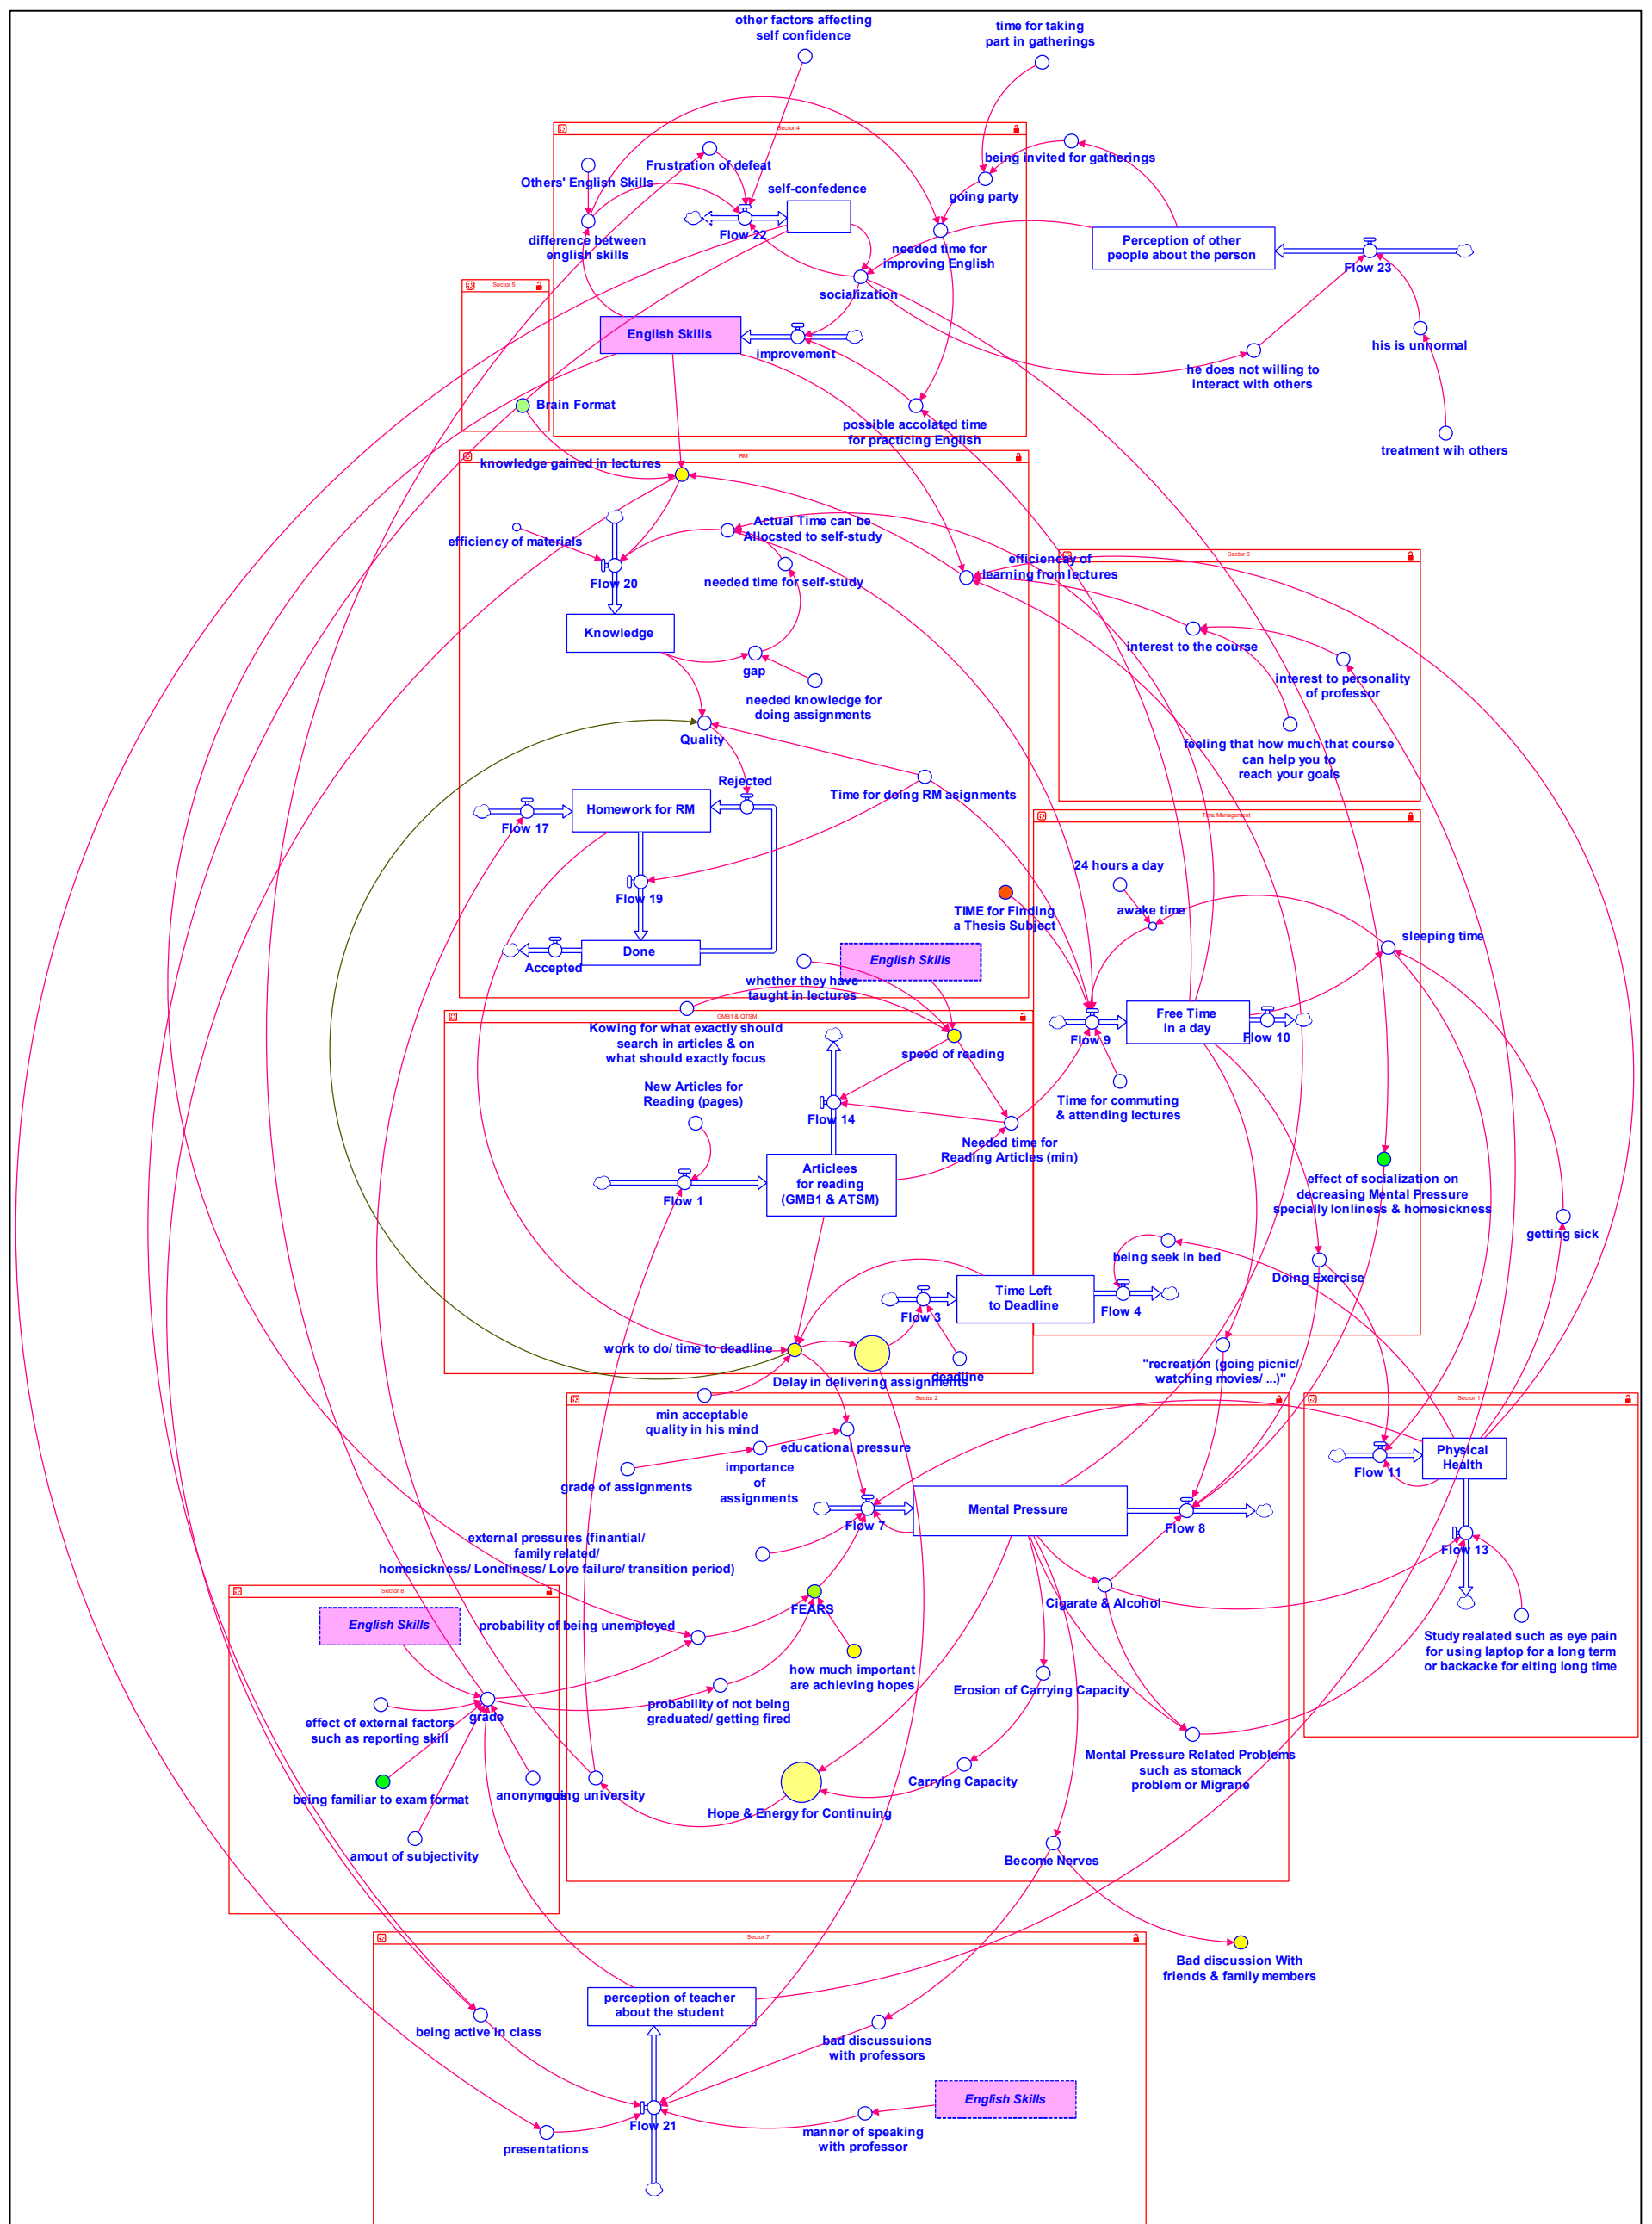 other factors affecting
self confidence
time for taking
part in gatherings
Sector 4
Frustration of defeat
being invited for gatherings
Others' English Skills
self-confedence
going party
Flow 22
difference between
english skills
needed time for
improving English
Perception of other
people about the person
Flow 23
Sector 5
socialization
English Skills
improvement
his is unnormal
he does not willing to
interact with others
Brain Format
possible accolated time
for practicing English
treatment wih others
RM
knowledge gained in lectures
efficiency of materials
Actual Time can be
Allocsted to self-study
Flow 20
needed time for self-study
efficiencay of
learning from lectures
Sector 6
Knowledge
gap
interest to the course
needed knowledge for
doing assignments
interest to personality
of professor
Quality
feeling that how much that course
can help you to
reach your goals
Rejected
Time for doing RM asignments
Homework for RM
Flow 17
Time Management
24 hours a day
Flow 19
TIME for Finding
a Thesis Subject
awake time
sleeping time
Done
Accepted
English Skills
whether they have
taught in lectures
GMB1 & QTSM
Kowing for what exactly should
search in articles & on
what should exactly focus
speed of reading
Free Time
in a day
Flow 9
Flow 10
New Articles for
Reading (pages)
Flow 14
Time for commuting
& attending lectures
Needed time for
Reading Articles (min)
Articlees
for reading
(GMB1 & ATSM)
Flow 1
effect of socialization on
decreasing Mental Pressure
specially lonliness & homesickness
getting sick
being seek in bed
Doing Exercise
Time Left
to Deadline
Flow 3
Flow 4
work to do/ time to deadline
"recreation (going picnic/
watching movies/ ...)"
deadline
Delay in delivering assignments
Sector 2
Sector 1
min acceptable
quality in his mind
educational pressure
grade of assignments
importance
of
assignments
Physical
Health
Flow 11
Mental Pressure
Flow 7
Flow 8
external pressures (finantial/
family related/
homesickness/ Loneliness/ Love failure/ transition period)
Flow 13
Sector 8
FEARS
Cigarate & Alcohol
English Skills
probability of being unemployed
Study realated such as eye pain
for using laptop for a long term
or backacke for eiting long time
how much important
are achieving hopes
Erosion of Carrying Capacity
probability of not being
graduated/ getting fired
grade
effect of external factors
such as reporting skill
Mental Pressure Related Problems
such as stomack
problem or Migrane
Carrying Capacity
being familiar to exam format
anonymous
going university
Hope & Energy for Continuing
amout of subjectivity
Become Nerves
Sector 7
Bad discussion With
friends & family members
perception of teacher
about the student
being active in class
bad discussuions
with professors
English Skills
Flow 21
manner of speaking
with professor
presentations